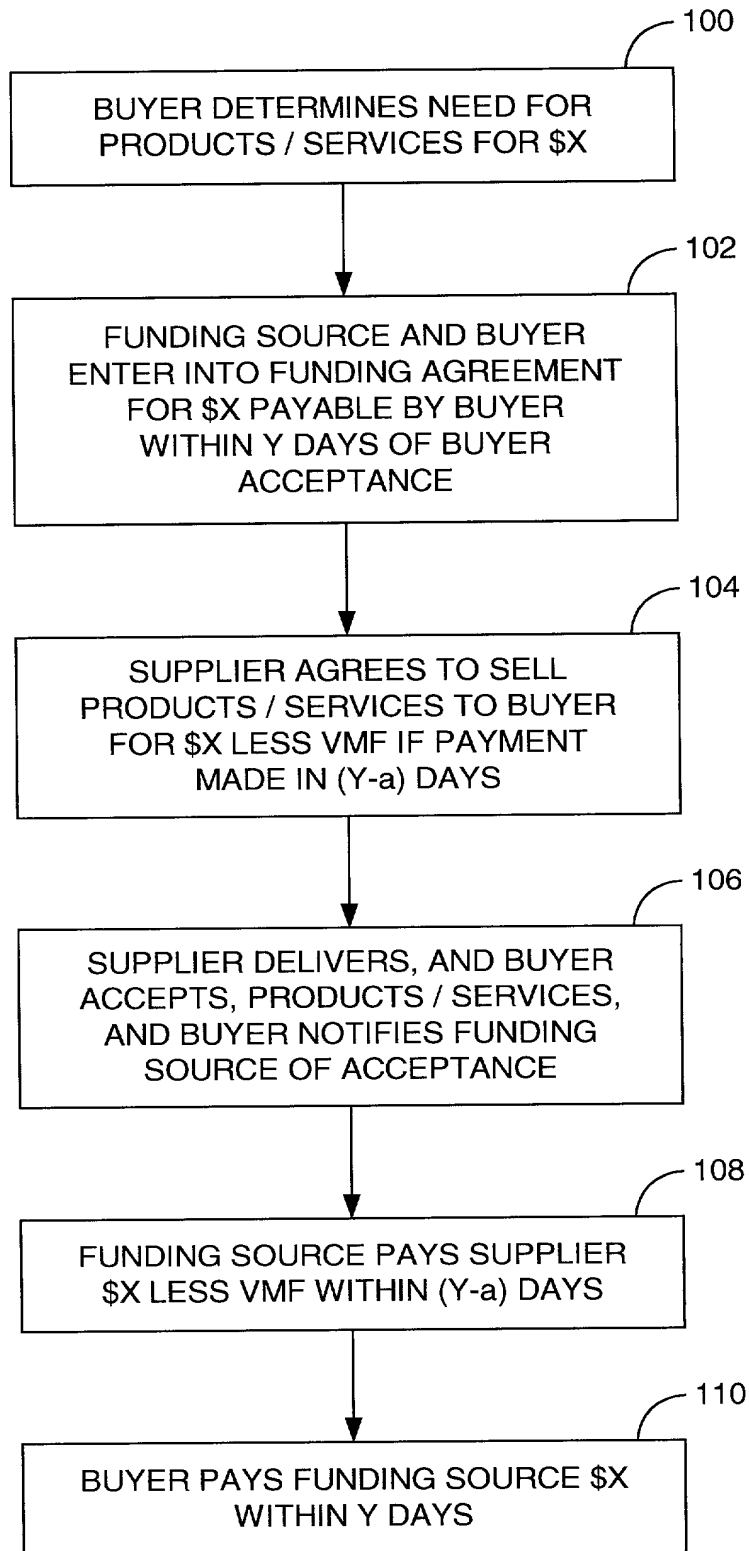 100
BUYER DETERMINES NEED FOR
PRODUCTS / SERVICES FOR $X
102
FUNDING SOURCE AND BUYER
ENTER INTO FUNDING AGREEMENT
FOR $X PAYABLE BY BUYER
WITHIN Y DAYS OF BUYER
ACCEPTANCE
104
SUPPLIER AGREES TO SELL
PRODUCTS / SERVICES TO BUYER
FOR $X LESS VMF IF PAYMENT
MADE IN (Y-a) DAYS
106
SUPPLIER DELIVERS, AND BUYER
ACCEPTS, PRODUCTS / SERVICES,
AND BUYER NOTIFIES FUNDING
SOURCE OF ACCEPTANCE
108
FUNDING SOURCE PAYS SUPPLIER
$X LESS VMF WITHIN (Y-a) DAYS
110
BUYER PAYS FUNDING SOURCE $X
WITHIN Y DAYS